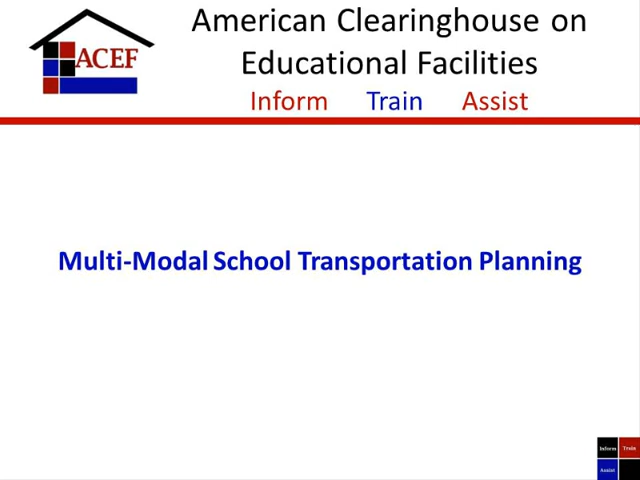 ACEF
American Clearinghouse on
Educational Facilities
Inform Train Assist
Multi-Modal School Transportation Planning
Inform Train
Assist